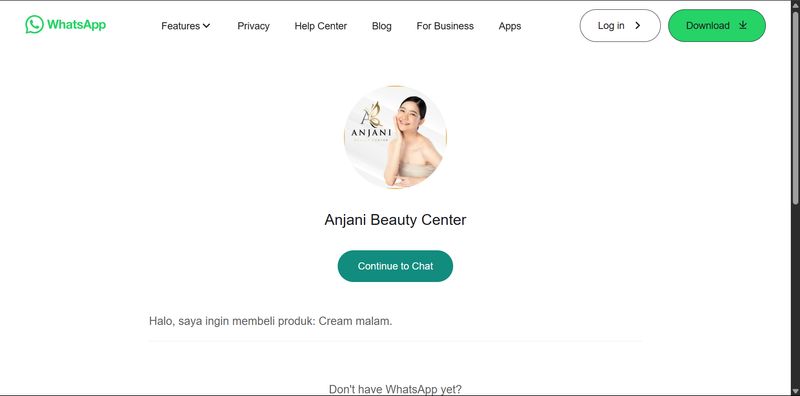 WhatsApp
Features
Privacy
Help Center
Blog
For Business
Apps
Log in
Download
ANJANI
BEAUTY CENTER
Anjani Beauty Center
Continue to Chat
Halo, saya ingin membeli produk: Cream malam.
Don't have WhatsApp yet?